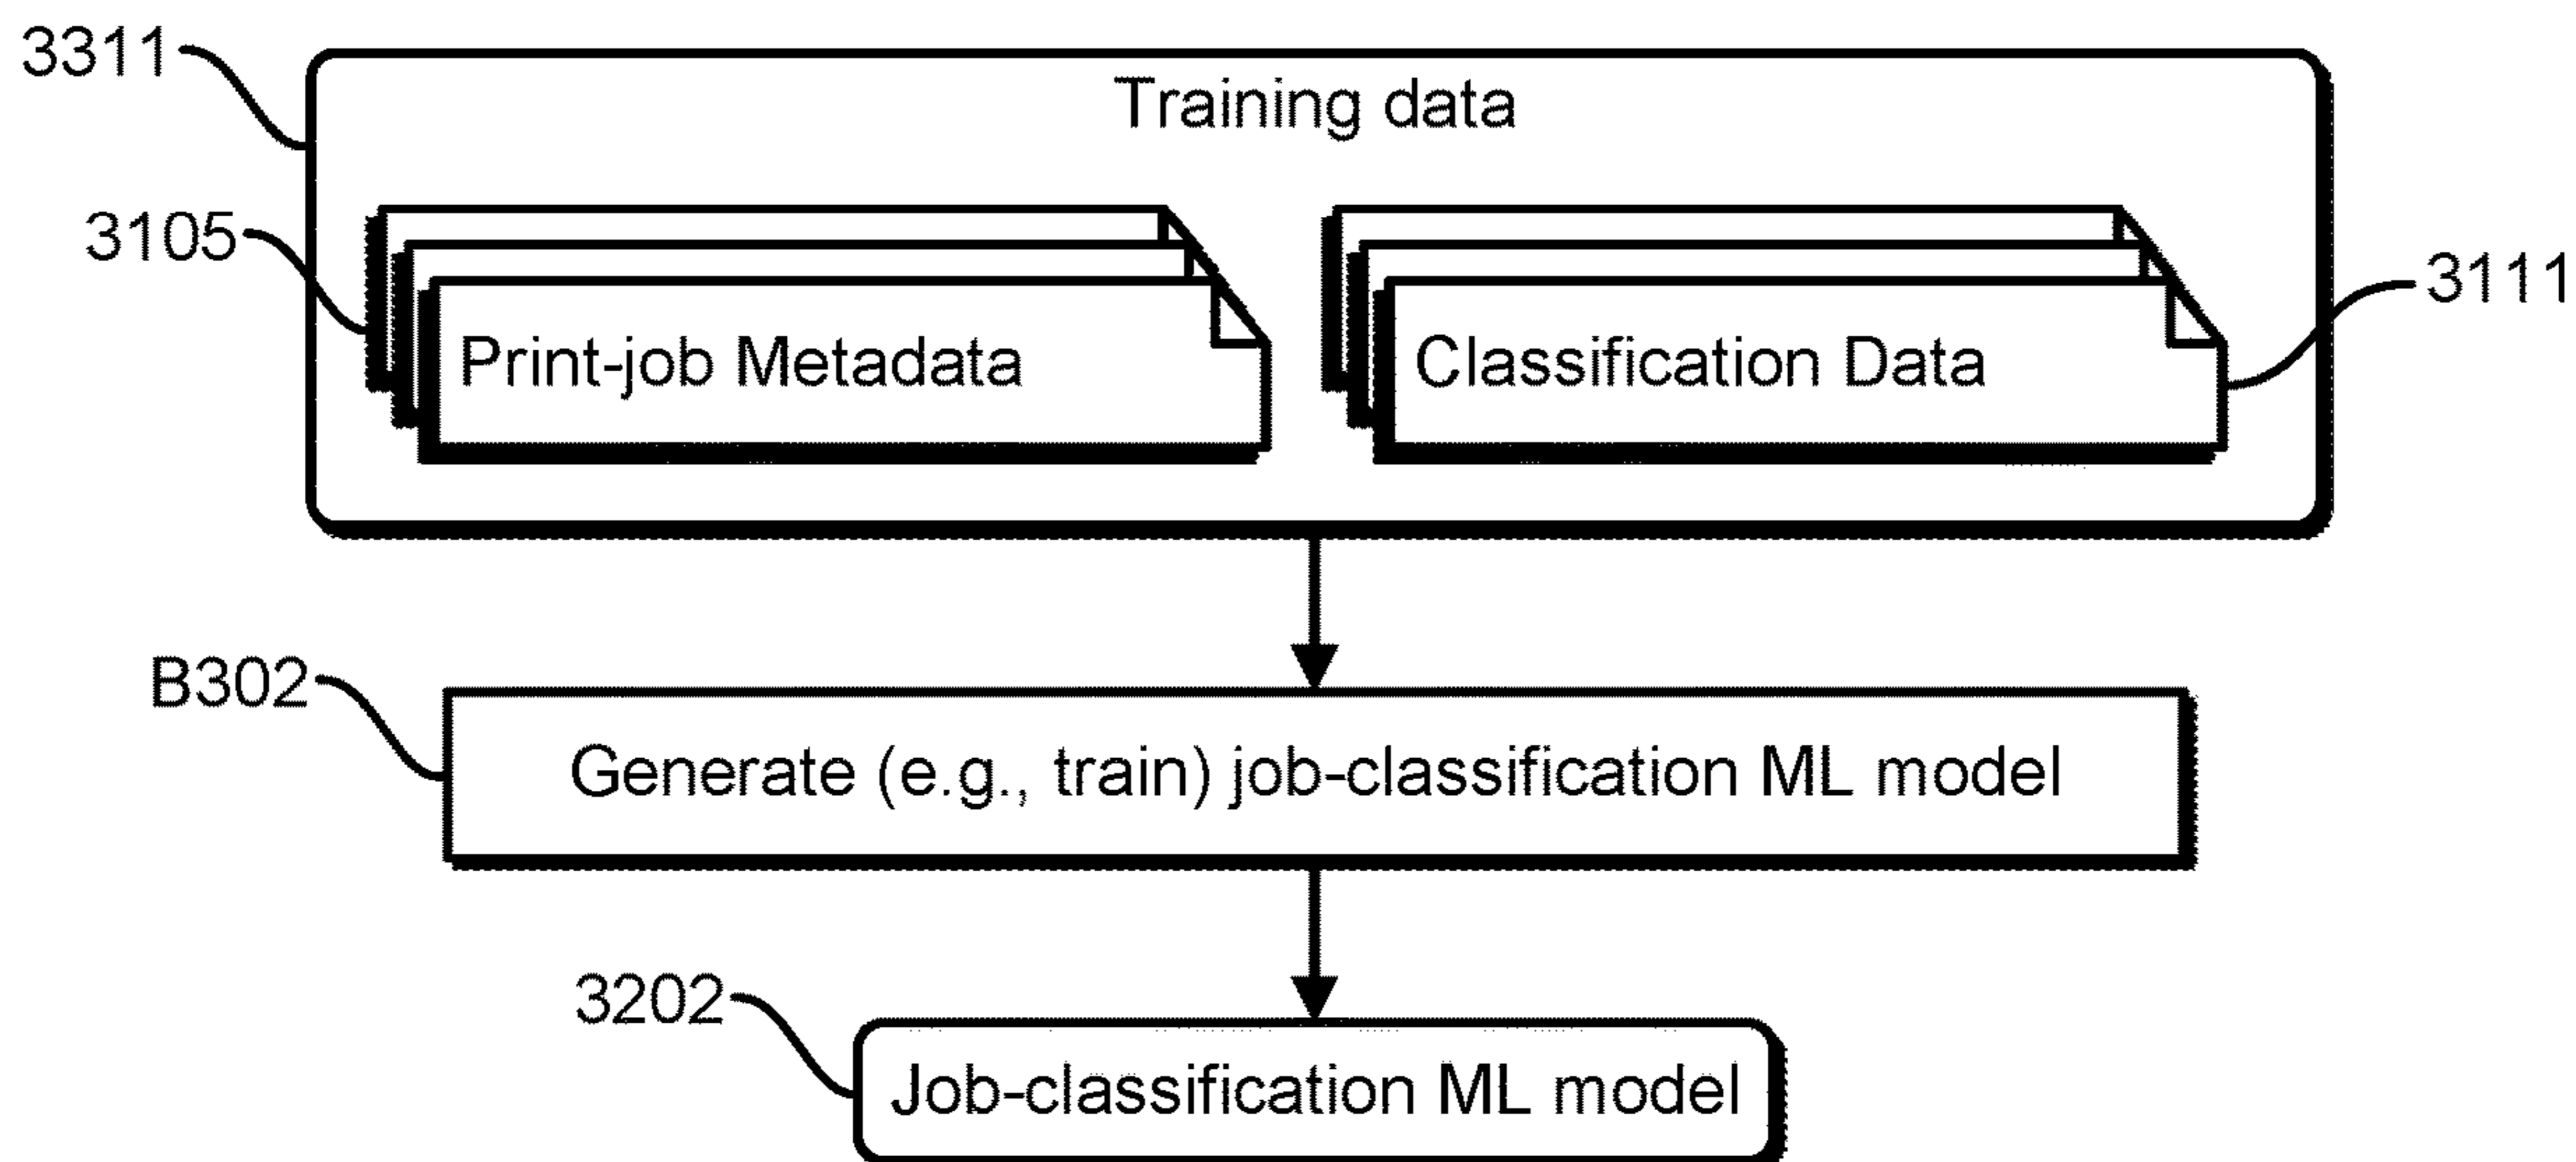 3311
Training data
3105
3111
Print-job Metadata
Classification Data
B302
Generate (e.g., train) job-classification ML model
3202
Job-classification ML model